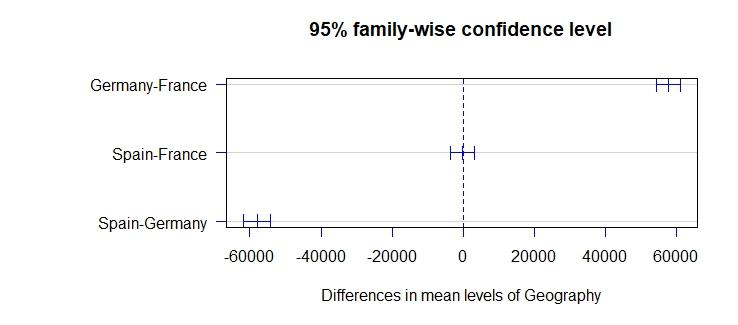 95% family-wise confidence level
Germany-France
Spain-France
Spain-Germany
-60000 -40000 -20000 0 20000 40000 60000
Differences in mean levels of Geography